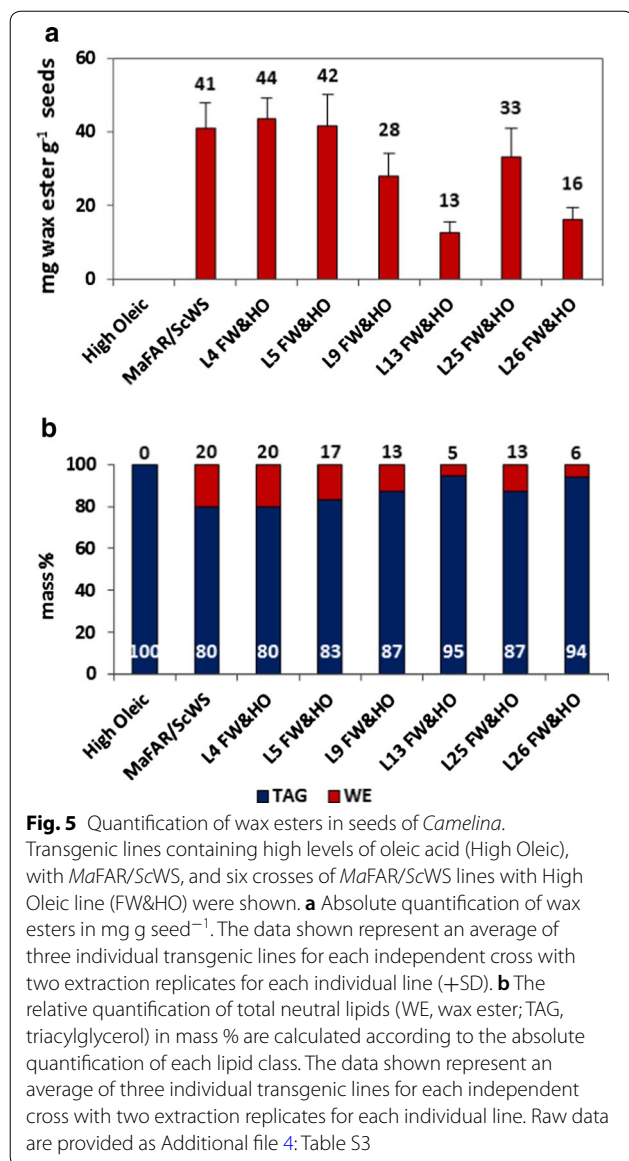 a
mg wax ester g⁻¹ seeds
60
40
20
0
41
44
42
28
13
33
16
High Oleic
MaFAR/ScWS
L4 FW&HO
L5 FW&HO
L9 FW&HO
L13 FW&HO
L25 FW&HO
L26 FW&HO
b
mass %
100
80
60
40
20
0
0
20
20
17
13
5
13
6
100
80
80
83
87
95
87
94
High Oleic
MaFAR/ScWS
L4 FW&HO
L5 FW&HO
L9 FW&HO
L13 FW&HO
L25 FW&HO
L26 FW&HO
TAG WE
Fig. 5 Quantification of wax esters in seeds of Camelina.
Transgenic lines containing high levels of oleic acid (High Oleic),
with MaFAR/ScWS, and six crosses of MaFAR/ScWS lines with High
Oleic line (FW&HO) were shown. a Absolute quantification of wax
esters in mg g seed⁻¹. The data shown represent an average of
three individual transgenic lines for each independent cross with
two extraction replicates for each individual line (+SD). b The
relative quantification of total neutral lipids (WE, wax ester; TAG,
triacylglycerol) in mass % are calculated according to the absolute
quantification of each lipid class. The data shown represent an
average of three individual transgenic lines for each independent
cross with two extraction replicates for each individual line. Raw data
are provided as Additional file 4: Table S3